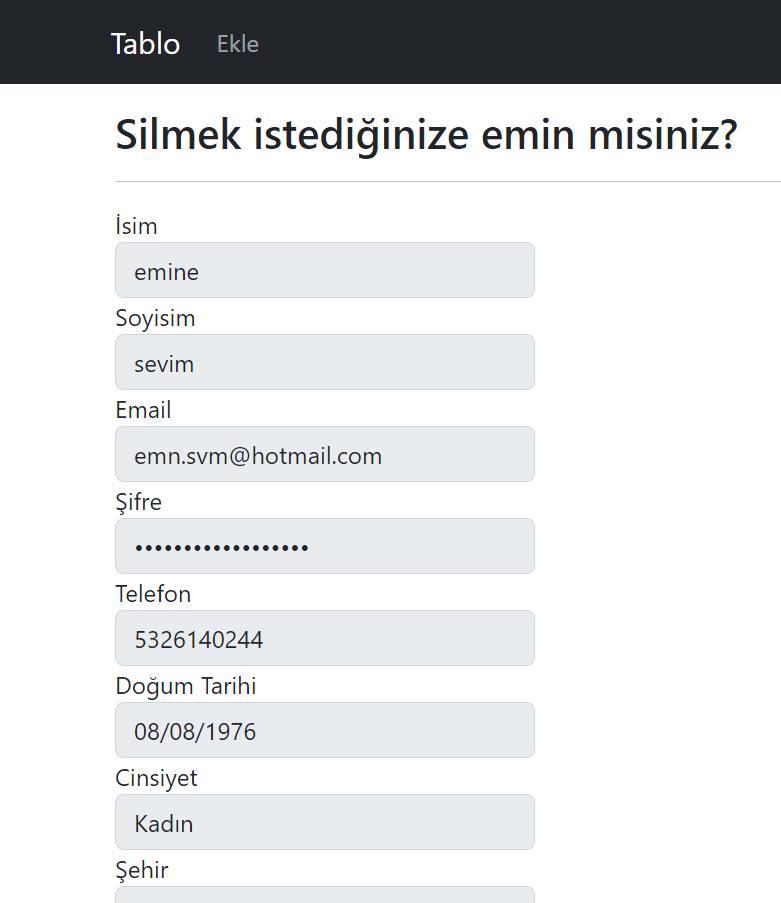 Tablo Ekle
Silmek istediğinize emin misiniz?
İsim
emine
Soyisim
sevim
Email
emn.svm@hotmail.com
Şifre
••••••••••••••••••
Telefon
5326140244
Doğum Tarihi
08/08/1976
Cinsiyet
Kadın
Şehir